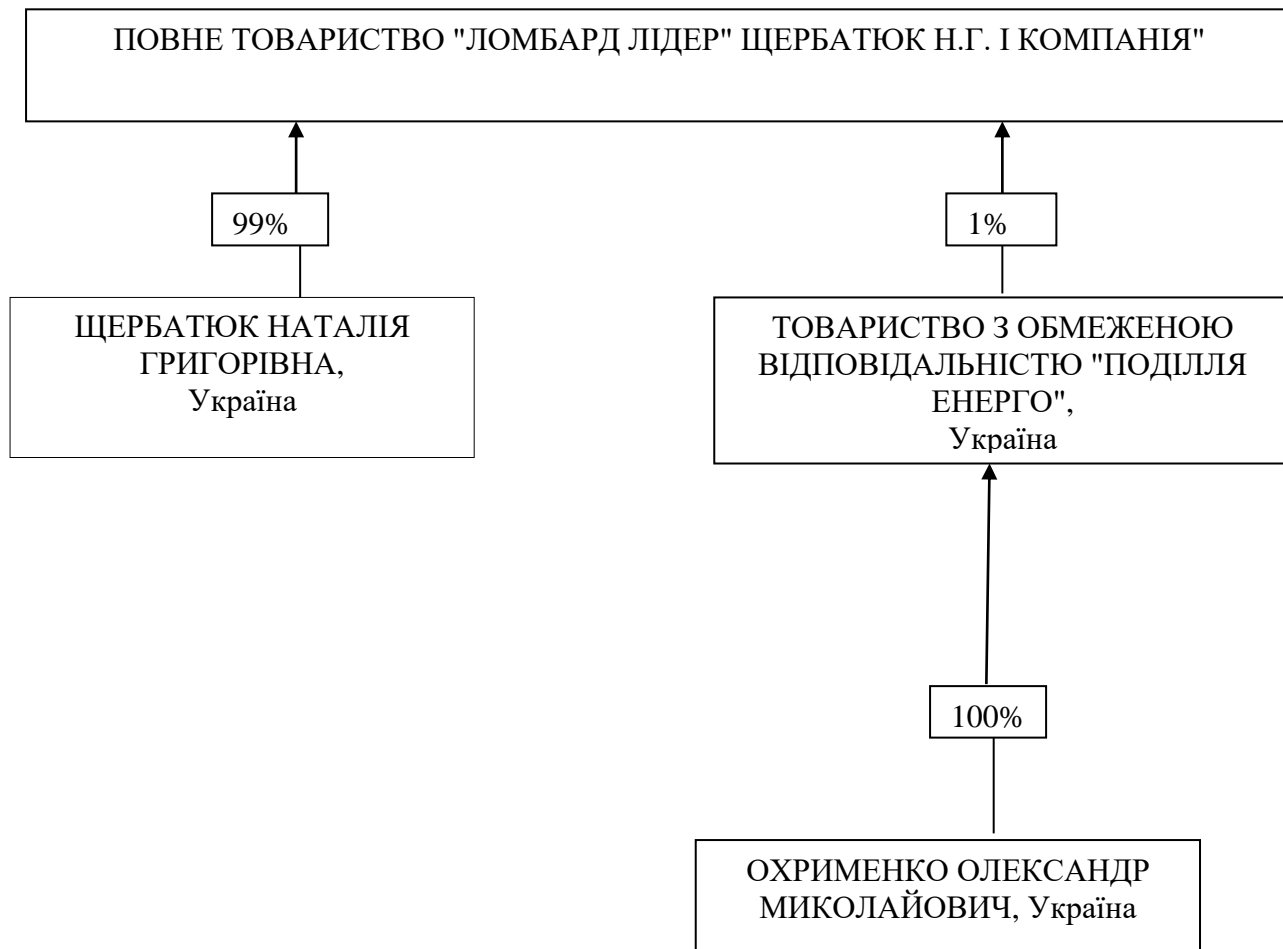 ПОВНЕ ТОВАРИСТВО "ЛОМБАРД ЛІДЕР" ЩЕРБАТЮК Н.Г. І КОМПАНІЯ"
99%
1%
ЩЕРБАТЮК НАТАЛІЯ
ГРИГОРІВНА,
Україна
ТОВАРИСТВО З ОБМЕЖЕНОЮ
ВІДПОВІДАЛЬНІСТЮ "ПОДІЛЛЯ
ЕНЕРГО",
Україна
100%
ОХРИМЕНКО ОЛЕКСАНДР
МИКОЛАЙОВИЧ, Україна